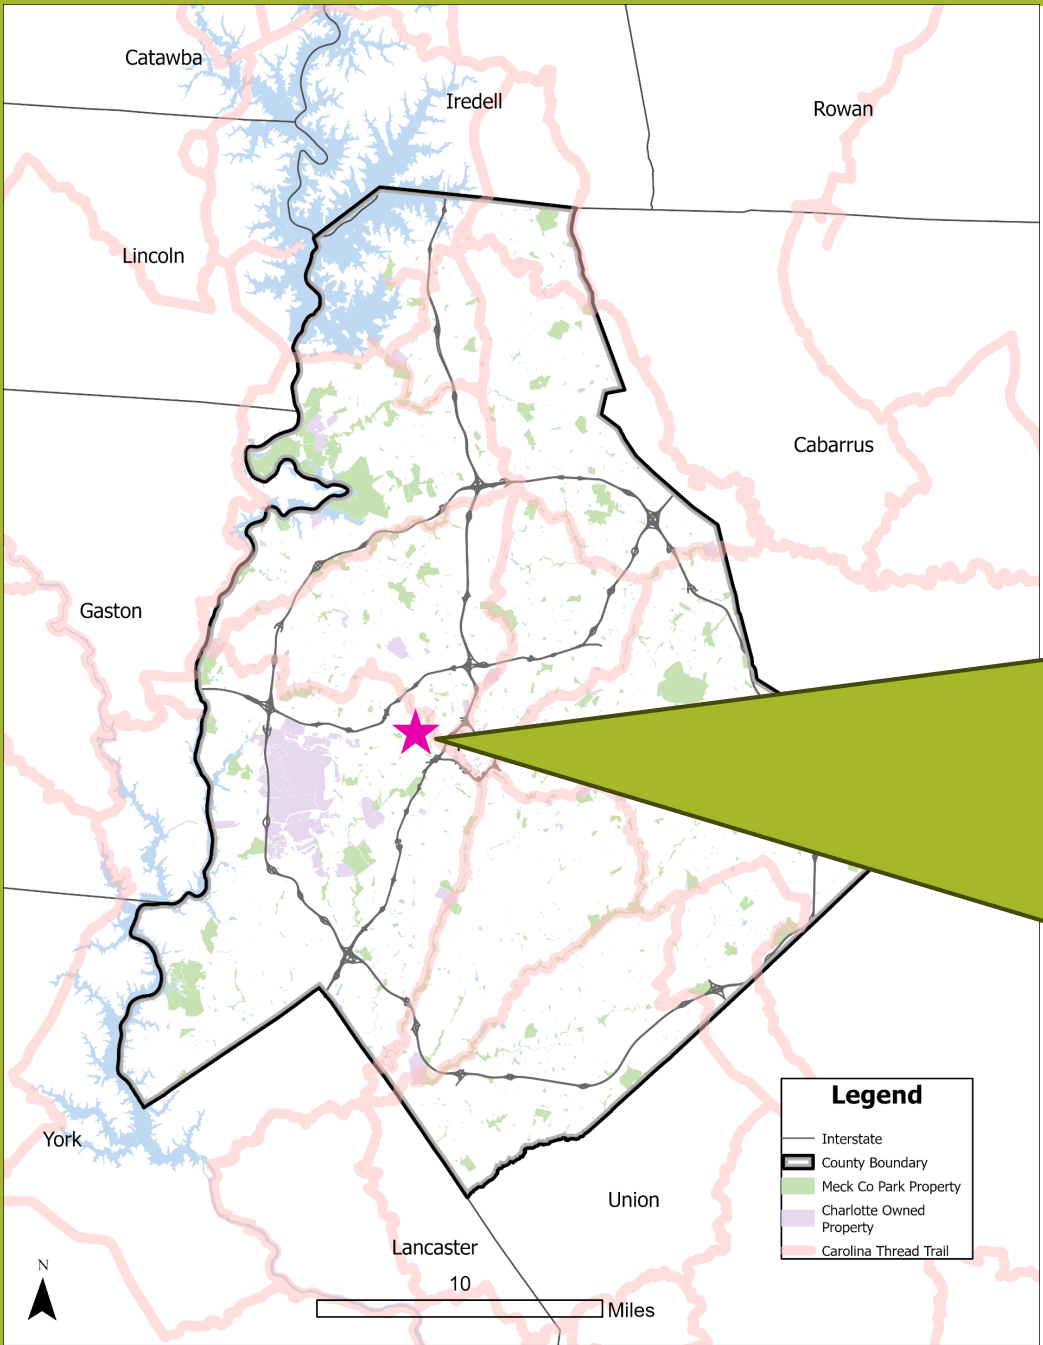 Catawba
Iredell
Rowan
Lincoln
Cabarrus
Gaston
York
Union
Lancaster
Legend
Interstate
County Boundary
Meck Co Park Property
Charlotte Owned
Property
Carolina Thread Trail
N
10
Miles